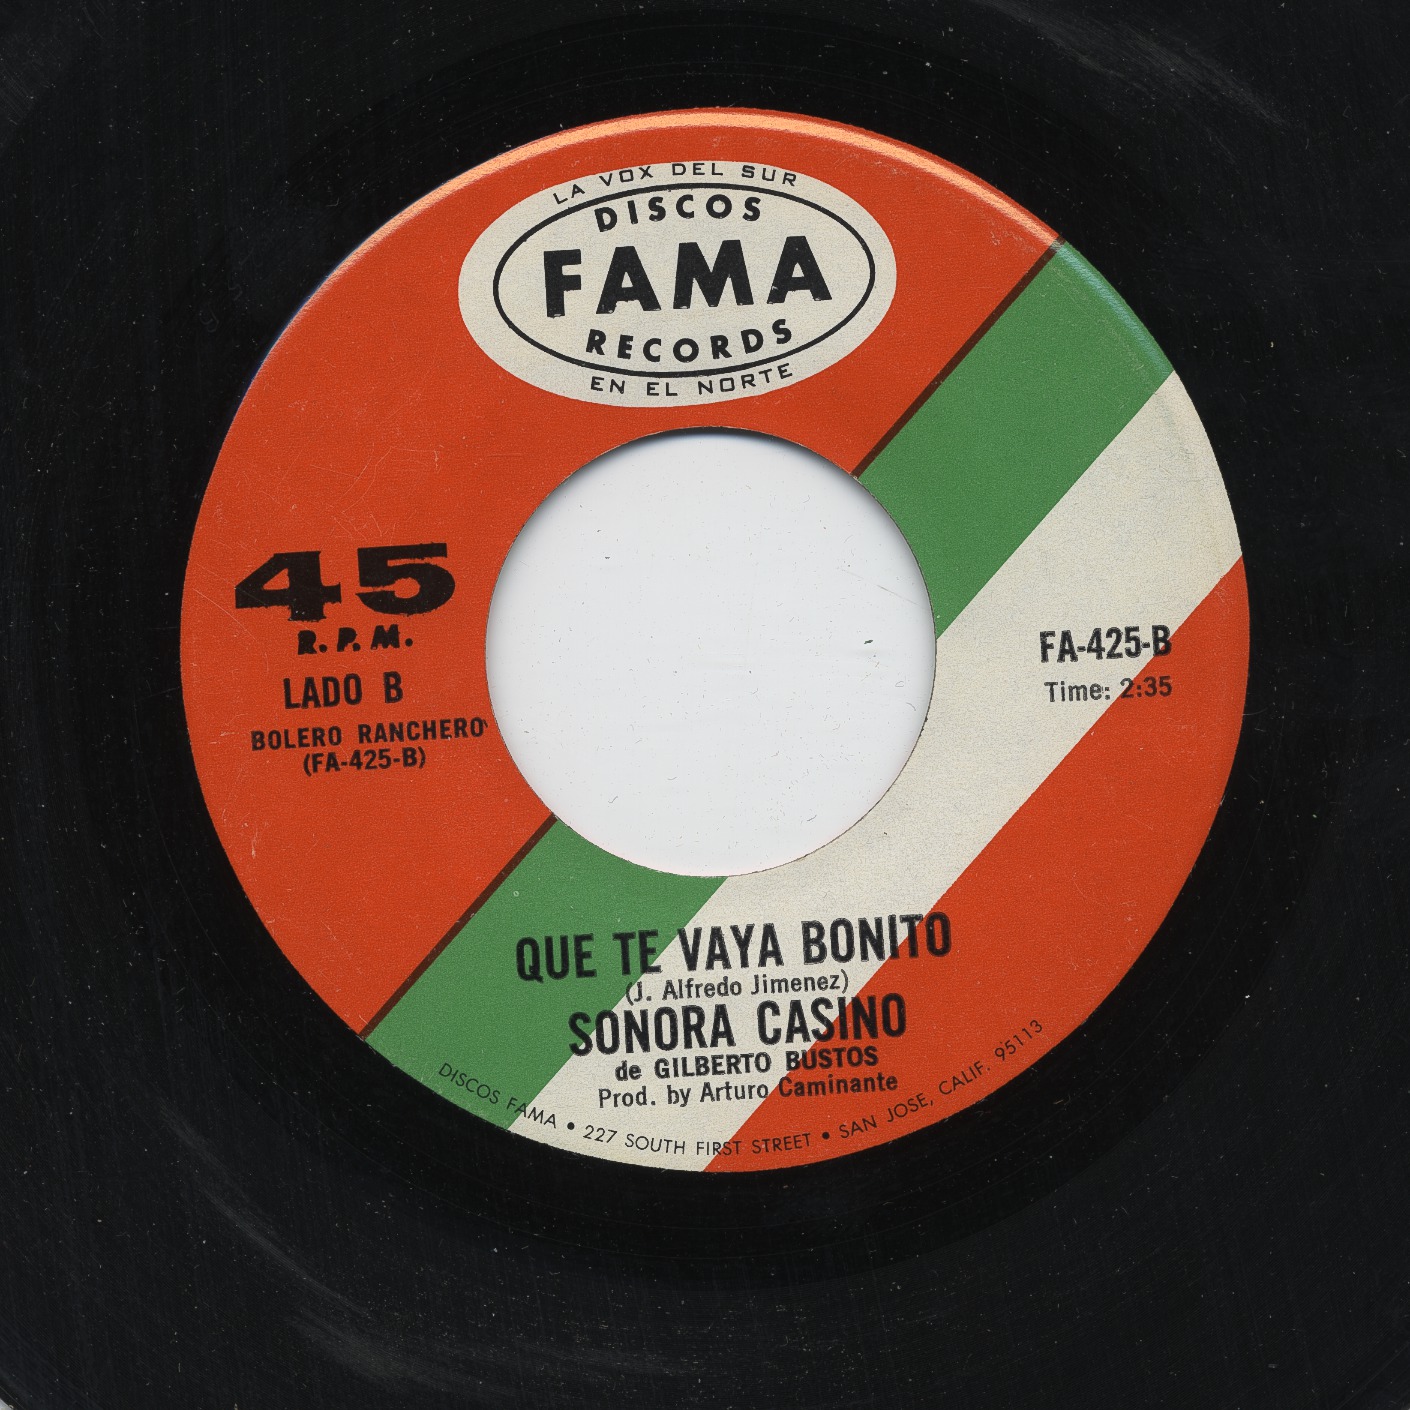 LA VOX DEL SUR
DISCOS
FAMA
RECORDS
EN EL NORTE
45
R.P.M.
LADO B
BOLERO RANCHERO
(FA-425-B)
FA-425-B
Time: 2:35
QUE TE VAYA BONITO
(J. Alfredo Jimenez)
SONORA CASINO
de GILBERTO BUSTOS
Prod. by Arturo Caminante
DISCOS FAMA • 227 SOUTH FIRST STREET • SAN JOSE, CALIF. 95113